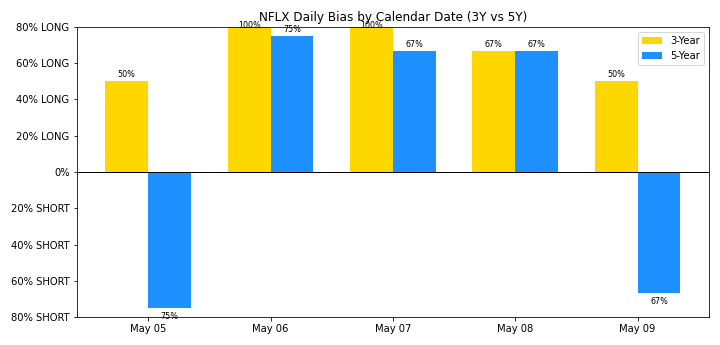 NFLX Daily Bias by Calendar Date (3Y vs 5Y)
80% LONG
60% LONG
40% LONG
20% LONG
0%
20% SHORT
40% SHORT
60% SHORT
80% SHORT
3-Year
5-Year
50%
100%
100%
67%
50%
75%
75%
67%
67%
67%
May 05
May 06
May 07
May 08
May 09